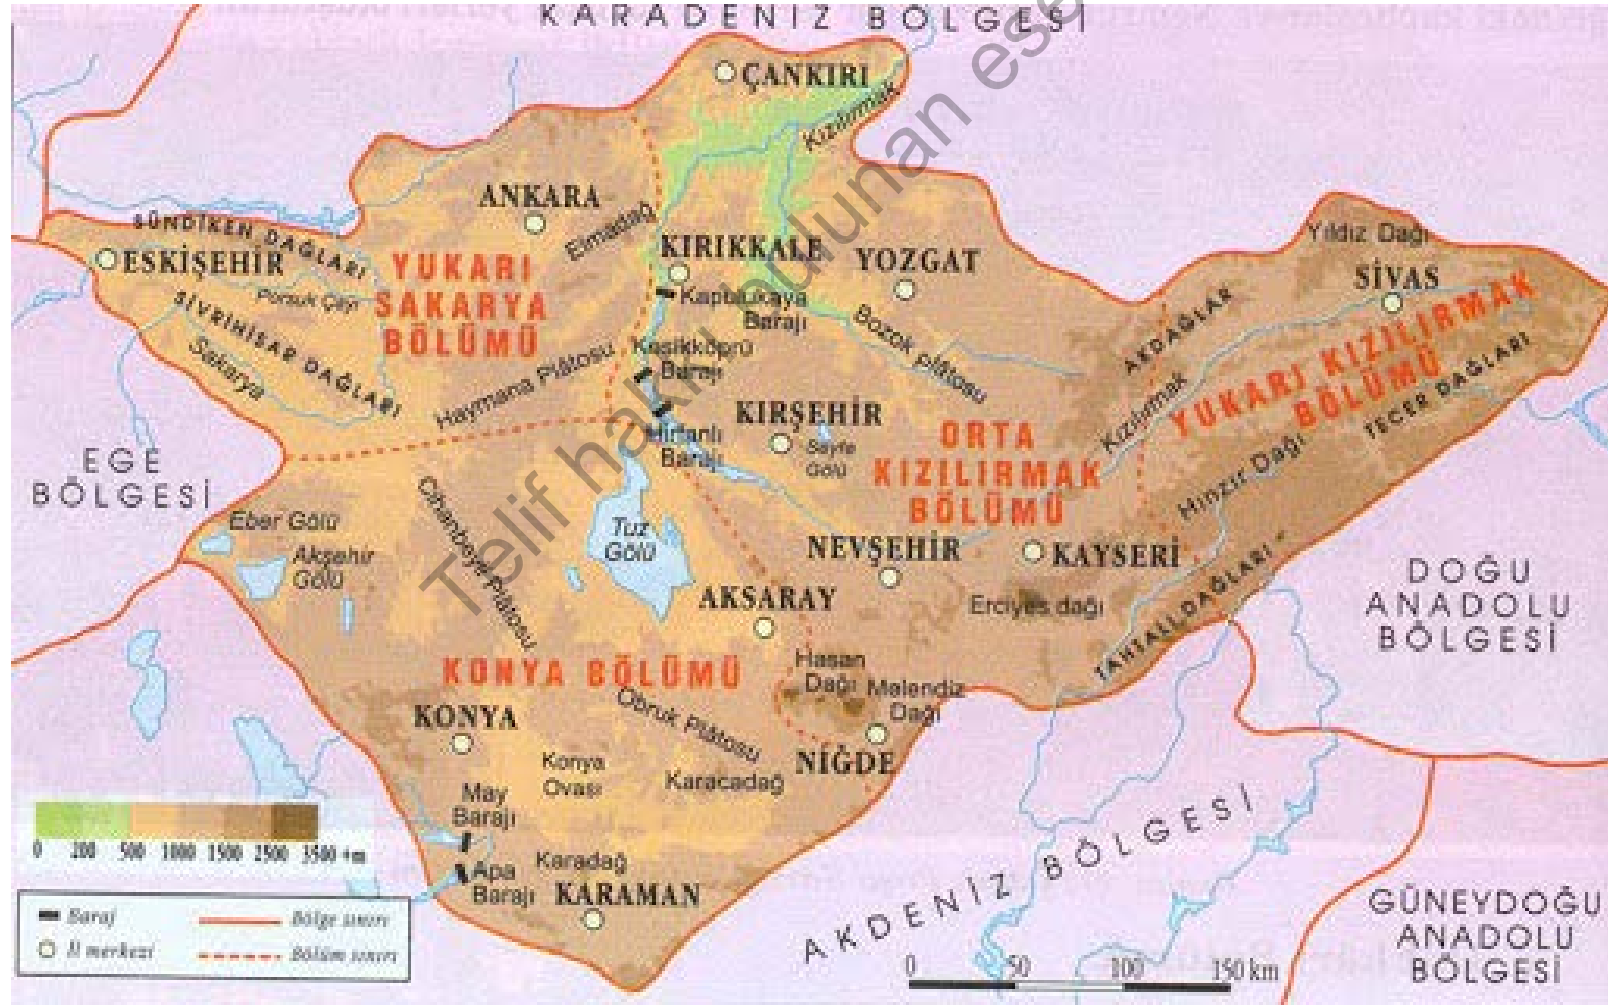 KARADENİZ BÖLGESİ
ÇANKIRI
Kızılırmak
ANKARA
Elmadağ
SÜNDİKEN DAĞLARI
ESKİŞEHİR
Porsuk Çayı
SİVRİHİSAR DAĞLARI
Sakarya
YUKARI
SAKARYA
BÖLÜMÜ
Haymana Plâtosu
KIRIKKALE
Kapulukaya
Barajı
Kesikköprü
Barajı
Hirfanlı
Barajı
YOZGAT
Bozok plâtosu
KIRŞEHİR
Seyfe
Gölü
ORTA
KIZILIRMAK
BÖLÜMÜ
Yıldız Dağı
SİVAS
AKDAĞLAR
Kızılırmak
YUKARI KIZILIRMAK
BÖLÜMÜ
TECER DAĞLARI
Hınzır Dağı
TAHTALI DAĞLARI
EGE
BÖLGESİ
Eber Gölü
Akşehir
Gölü
Cihanbeyli Plâtosu
Tuz
Gölü
NEVŞEHİR
KAYSERİ
Erciyes dağı
AKSARAY
Hasan
Dağı
Melendiz
Dağı
NİĞDE
KONYA BÖLÜMÜ
KONYA
Obruk Plâtosu
Konya
Ovası
Karacadağ
May
Barajı
Apa
Barajı
Karadağ
KARAMAN
DOĞU
ANADOLU
BÖLGESİ
AKDENİZ BÖLGESİ
GÜNEYDOĞU
ANADOLU
BÖLGESİ
0 200 500 1000 1500 2500 3500 +m
Baraj
Bölge sınırı
İl merkezi
Bölüm sınırı
0 50 100 150 km
Telif hakkı bulunan ese